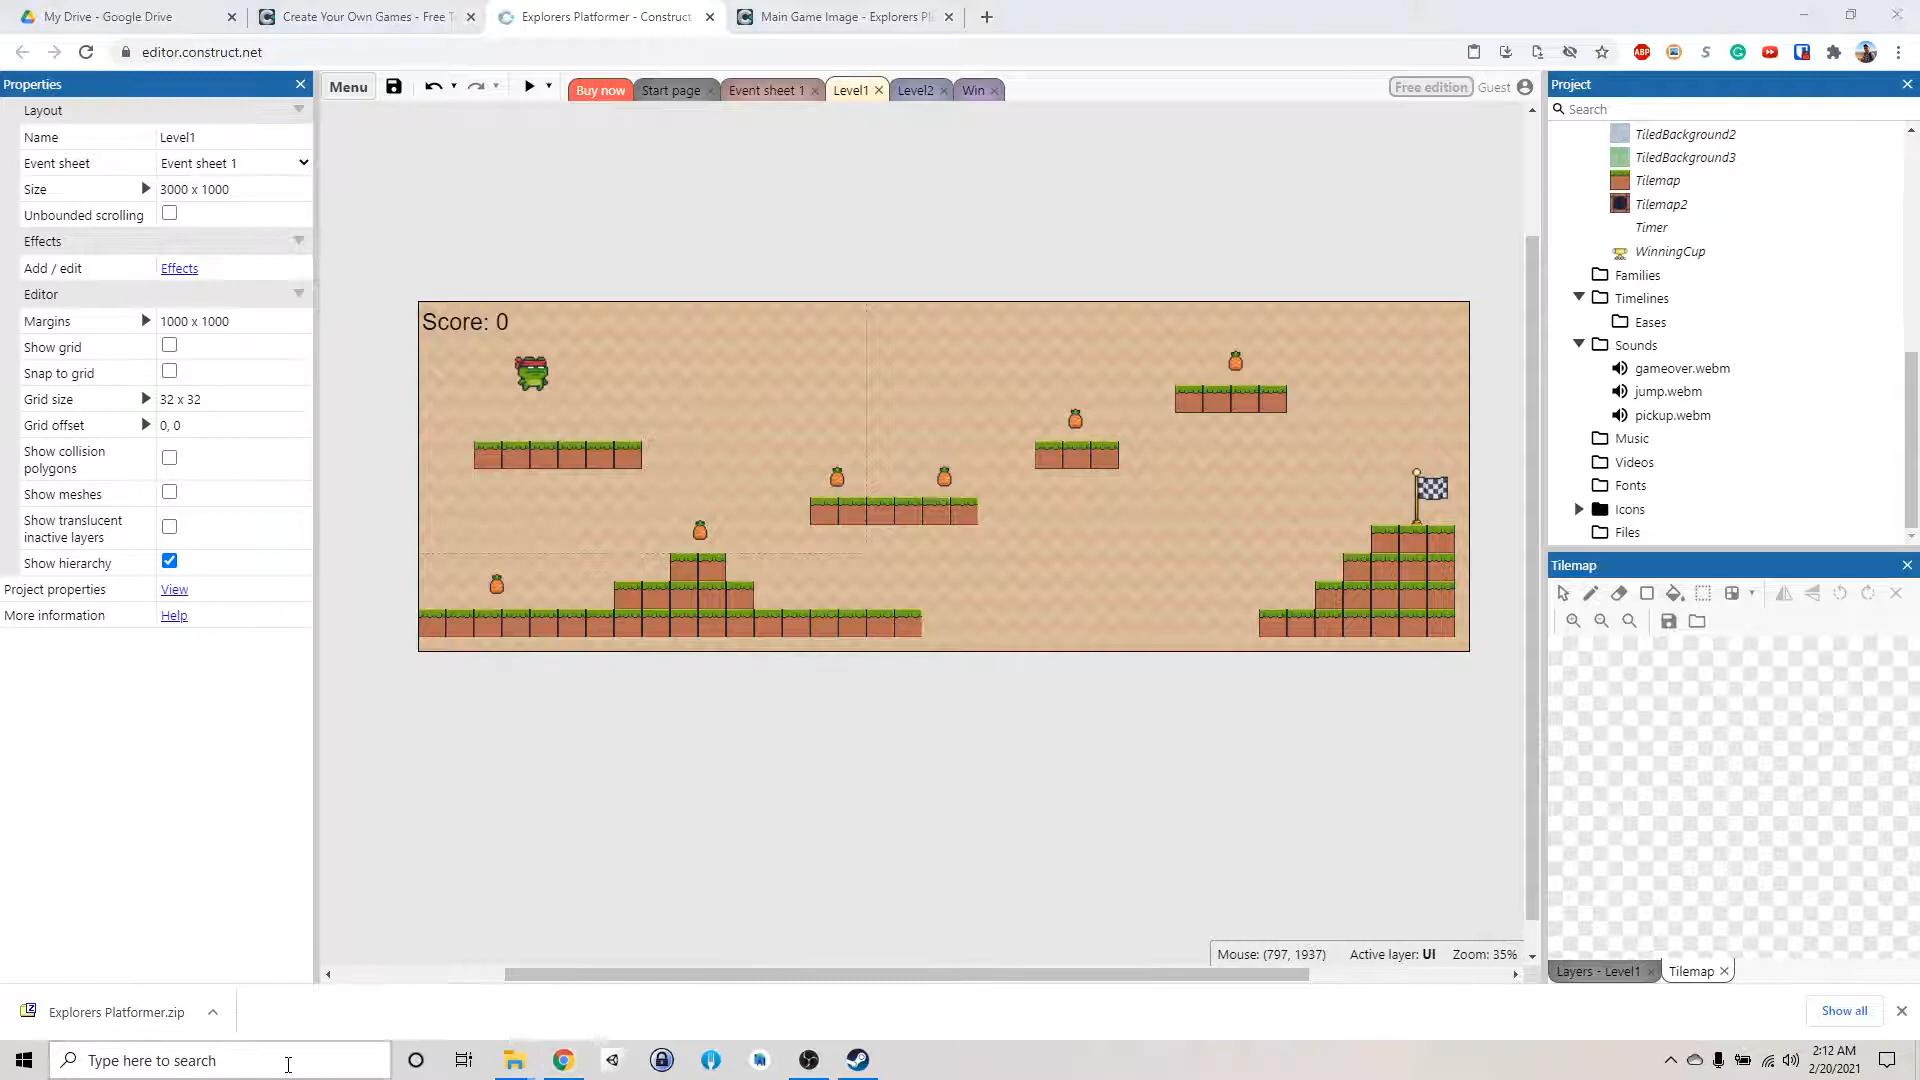 My Drive - Google Drive
Create Your Own Games - Free T
Explorers Platformer - Construct
Main Game Image - Explorers Pl
editor.construct.net
Properties
Layout
Name Level1
Event sheet Event sheet 1
Size 3000 x 1000
Unbounded scrolling
Effects
Add / edit Effects
Editor
Margins 1000 x 1000
Show grid
Snap to grid
Grid size 32 x 32
Grid offset 0, 0
Show collision
polygons
Show meshes
Show translucent
inactive layers
Show hierarchy
Project properties View
More information Help
Menu
Buy now
Start page
Event sheet 1
Level1
Level2
Win
Free edition
Guest
Score: 0
Mouse: (797, 1937)
Active layer: UI
Zoom: 35%
Project
Search
TiledBackground2
TiledBackground3
Tilemap
Tilemap2
Timer
WinningCup
Families
Timelines
Eases
Sounds
gameover.webm
jump.webm
pickup.webm
Music
Videos
Fonts
Icons
Files
Tilemap
Layers - Level1
Tilemap
Explorers Platformer.zip
Show all
Type here to search
2:12 AM
2/20/2021
ABP